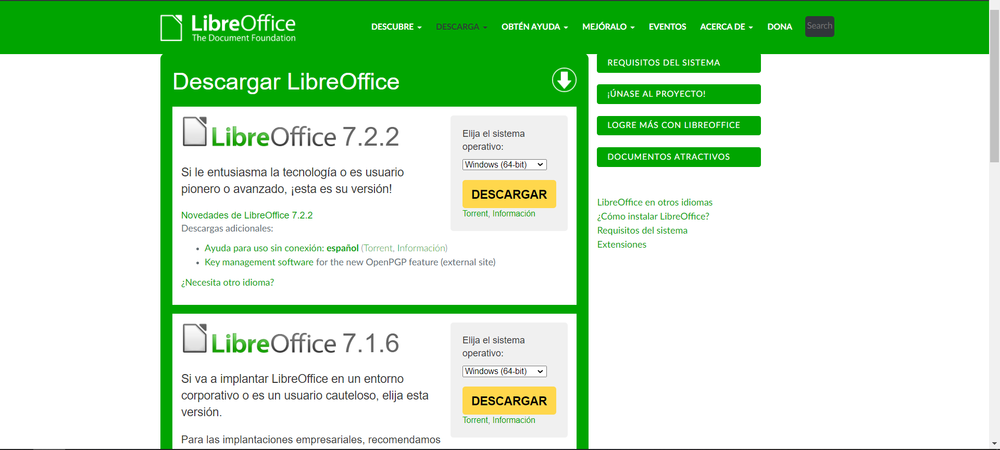 LibreOffice
The Document Foundation
DESCUBRE
DESCARGA
OBTÉN AYUDA
MEJÓRALO
EVENTOS
ACERCA DE
DONA
Search
Descargar LibreOffice
LibreOffice 7.2.2
Si le entusiasma la tecnología o es usuario
pionero o avanzado, ¡esta es su versión!
Novedades de LibreOffice 7.2.2
Descargas adicionales:
Ayuda para uso sin conexión: español (Torrent, Información)
Key management software for the new OpenPGP feature (external site)
¿Necesita otro idioma?
Elija el sistema
operativo:
Windows (64-bit)
DESCARGAR
Torrent, Información
LibreOffice 7.1.6
Si va a implantar LibreOffice en un entorno
corporativo o es un usuario cauteloso, elija esta
versión.
Para las implantaciones empresariales, recomendamos
Elija el sistema
operativo:
Windows (64-bit)
DESCARGAR
Torrent, Información
REQUISITOS DEL SISTEMA
¡ÚNASE AL PROYECTO!
LOGRE MÁS CON LIBREOFFICE
DOCUMENTOS ATRACTIVOS
LibreOffice en otros idiomas
¿Cómo instalar LibreOffice?
Requisitos del sistema
Extensiones